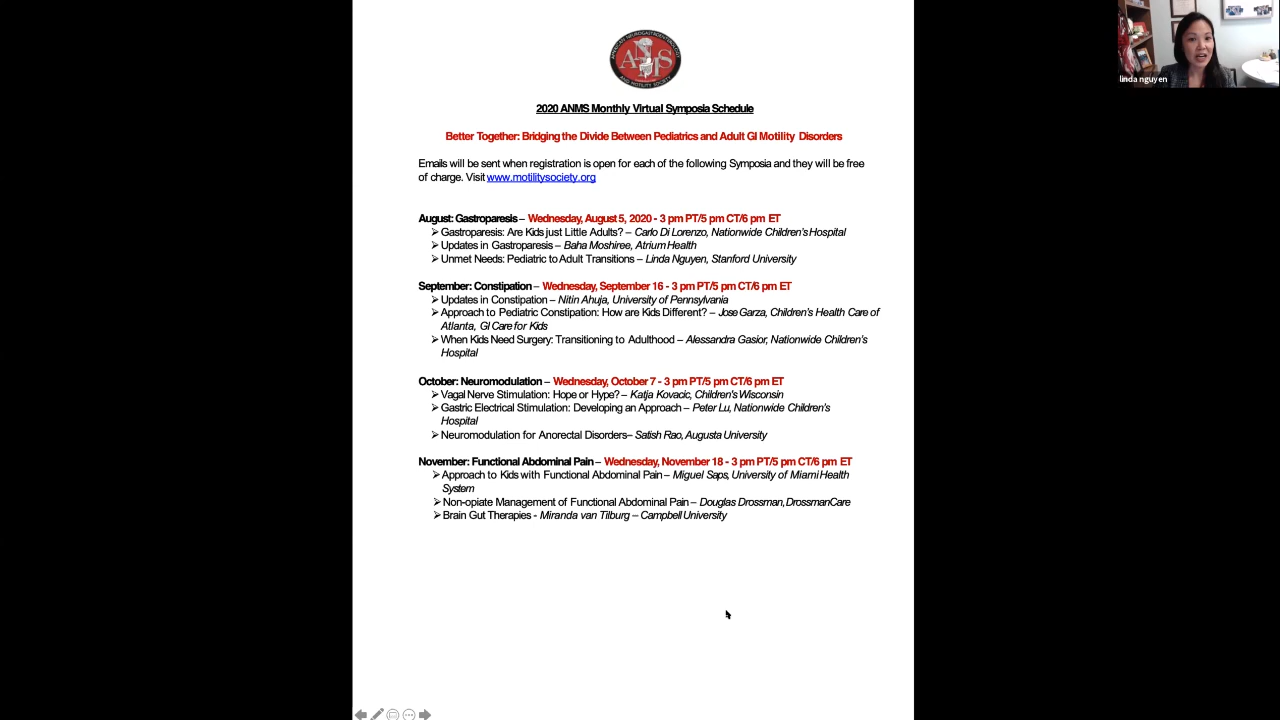 AMERICAN NEUROGASTROENTEROLOGY
ANMS
AND MOTILITY SOCIETY
linda nguyen
2020 ANMS Monthly Virtual Symposia Schedule
Better Together: Bridging the Divide Between Pediatrics and Adult GI Motility Disorders
Emails will be sent when registration is open for each of the following Symposia and they will be free
of charge. Visit www.motilitysociety.org
August: Gastroparesis – Wednesday, August 5, 2020 - 3 pm PT/5 pm CT/6 pm ET
➢ Gastroparesis: Are Kids just Little Adults? – Carlo Di Lorenzo, Nationwide Children's Hospital
➢ Updates in Gastroparesis – Baha Moshiree, Atrium Health
➢ Unmet Needs: Pediatric to Adult Transitions – Linda Nguyen, Stanford University
September: Constipation – Wednesday, September 16 - 3 pm PT/5 pm CT/6 pm ET
➢ Updates in Constipation – Nitin Ahuja, University of Pennsylvania
➢ Approach to Pediatric Constipation: How are Kids Different? – Jose Garza, Children's Health Care of
Atlanta, GI Care for Kids
➢ When Kids Need Surgery: Transitioning to Adulthood – Alessandra Gasior, Nationwide Children's
Hospital
October: Neuromodulation – Wednesday, October 7 - 3 pm PT/5 pm CT/6 pm ET
➢ Vagal Nerve Stimulation: Hope or Hype? – Katja Kovacic, Children's Wisconsin
➢ Gastric Electrical Stimulation: Developing an Approach – Peter Lu, Nationwide Children's
Hospital
➢ Neuromodulation for Anorectal Disorders– Satish Rao, Augusta University
November: Functional Abdominal Pain – Wednesday, November 18 - 3 pm PT/5 pm CT/6 pm ET
➢ Approach to Kids with Functional Abdominal Pain – Miguel Saps, University of Miami Health
System
➢ Non-opiate Management of Functional Abdominal Pain – Douglas Drossman, DrossmanCare
➢ Brain Gut Therapies - Miranda van Tilburg – Campbell University